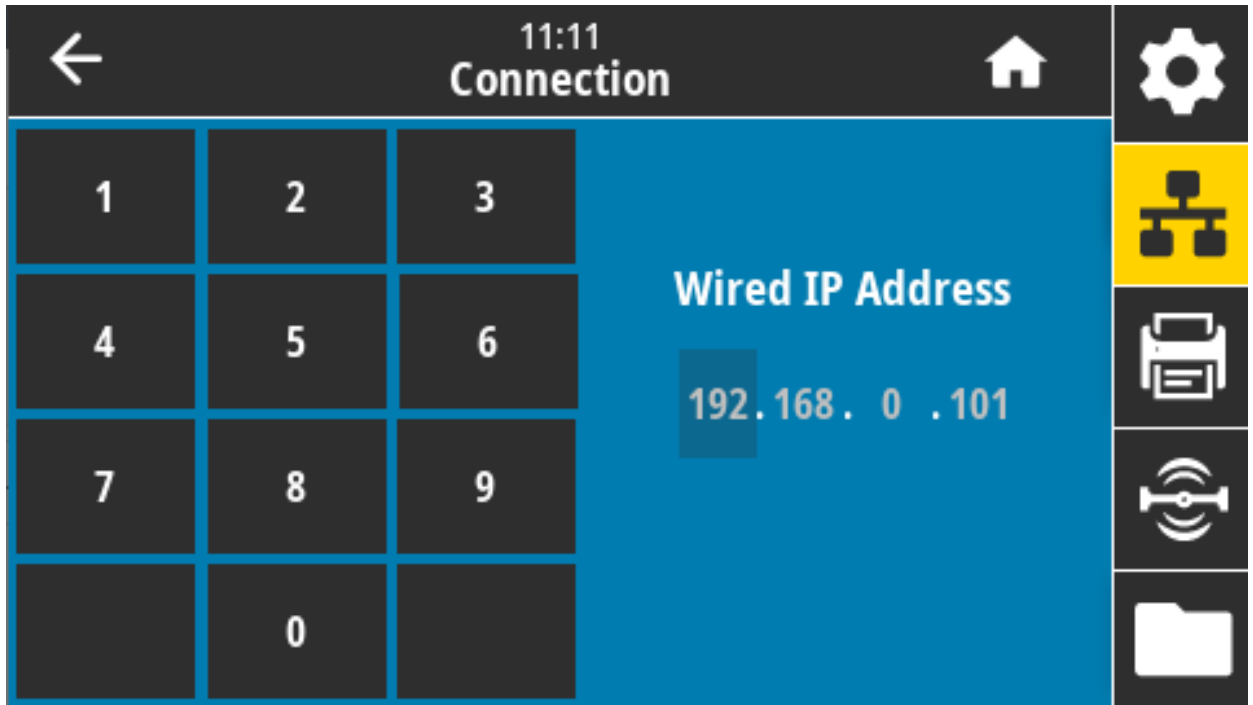 11:11
Connection
1 2 3
Wired IP Address
4 5 6
192.168. 0 .101
7 8 9
0